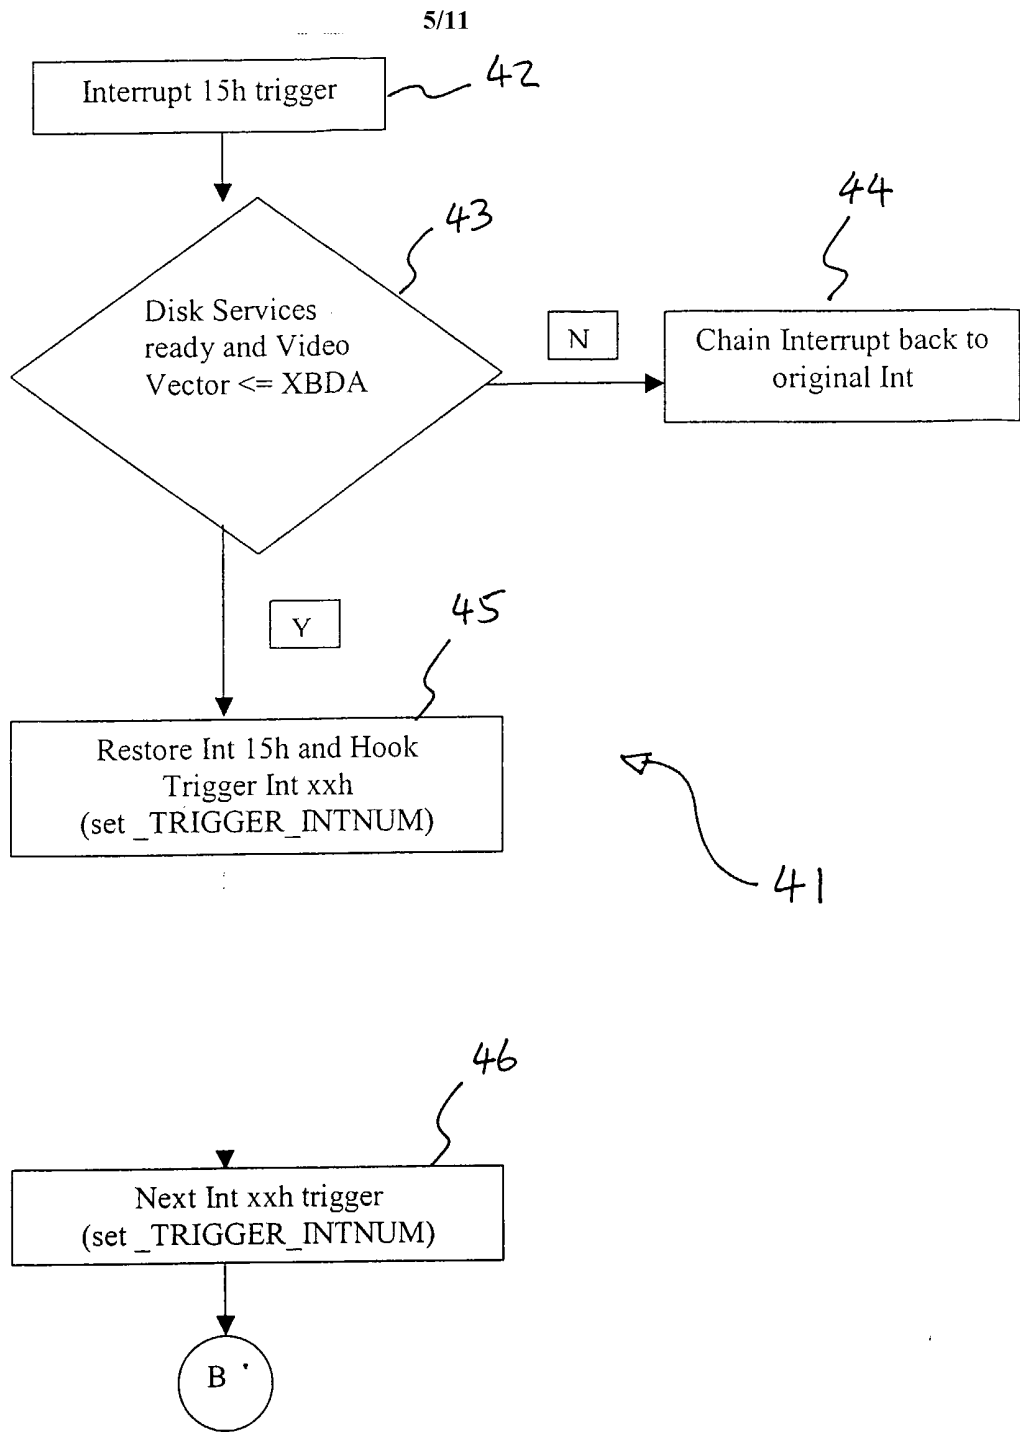 5/11
Interrupt 15h trigger
42
43
44
Disk Services
ready and Video
Vector <= XBDA
N
Chain Interrupt back to
original Int
Y
45
Restore Int 15h and Hook
Trigger Int xxh
(set _TRIGGER_INTNUM)
41
46
Next Int xxh trigger
(set _TRIGGER_INTNUM)
B